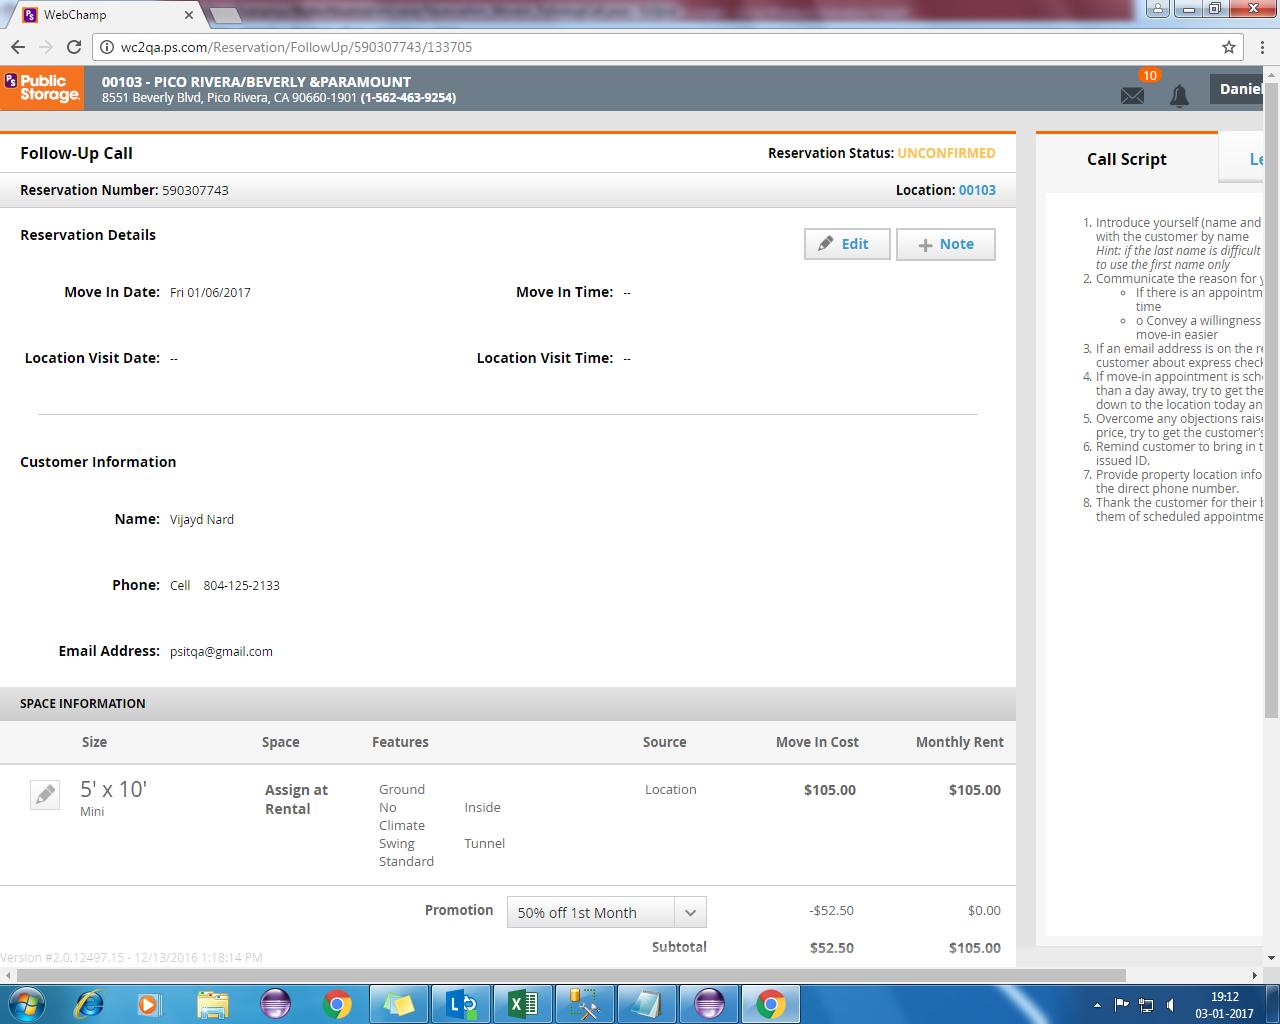 WebChamp
wc2qa.ps.com/Reservation/FollowUp/590307743/133705
PS Public Storage.
00103 - PICO RIVERA/BEVERLY &PARAMOUNT
8551 Beverly Blvd, Pico Rivera, CA 90660-1901 (1-562-463-9254)
10
Daniel
Follow-Up Call
Reservation Status: UNCONFIRMED
Reservation Number: 590307743
Location: 00103
Reservation Details
Edit
Note
Move In Date: Fri 01/06/2017
Move In Time: --
Location Visit Date: --
Location Visit Time: --
Customer Information
Name: Vijayd Nard
Phone: Cell 804-125-2133
Email Address: psitqa@gmail.com
SPACE INFORMATION
Size Space Features Source Move In Cost Monthly Rent
5' x 10' Assign at Ground Location $105.00 $105.00
Mini Rental No Inside
Climate
Swing Tunnel
Standard
Promotion 50% off 1st Month -$52.50 $0.00
Subtotal $52.50 $105.00
Version #2.0.12497.15 - 12/13/2016 1:18:14 PM
Call Script
Le
1. Introduce yourself (name and
with the customer by name
Hint: if the last name is difficult
to use the first name only
2. Communicate the reason for y
If there is an appointm
time
o Convey a willingness
move-in easier
3. If an email address is on the re
customer about express check
4. If move-in appointment is sche
than a day away, try to get the
down to the location today an
5. Overcome any objections raise
price, try to get the customer's
6. Remind customer to bring in t
issued ID.
7. Provide property location info
the direct phone number.
8. Thank the customer for their b
them of scheduled appointme
19:12
03-01-2017